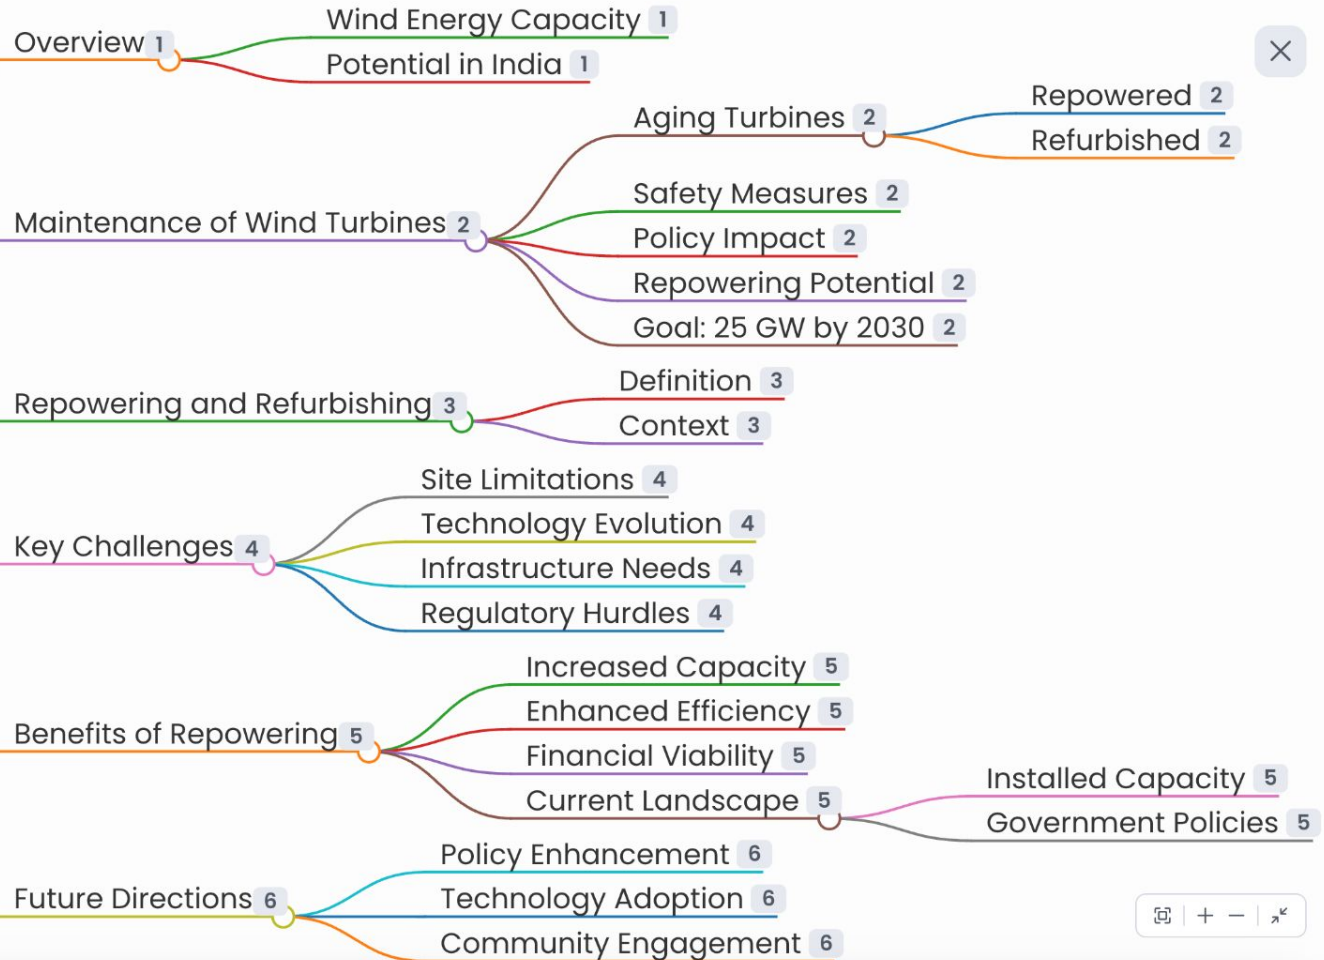 Overview 1
Wind Energy Capacity 1
Potential in India 1
Maintenance of Wind Turbines 2
Aging Turbines 2
Repowered 2
Refurbished 2
Safety Measures 2
Policy Impact 2
Repowering Potential 2
Goal: 25 GW by 2030 2
Repowering and Refurbishing 3
Definition 3
Context 3
Key Challenges 4
Site Limitations 4
Technology Evolution 4
Infrastructure Needs 4
Regulatory Hurdles 4
Benefits of Repowering 5
Increased Capacity 5
Enhanced Efficiency 5
Financial Viability 5
Current Landscape 5
Installed Capacity 5
Government Policies 5
Future Directions 6
Policy Enhancement 6
Technology Adoption 6
Community Engagement 6